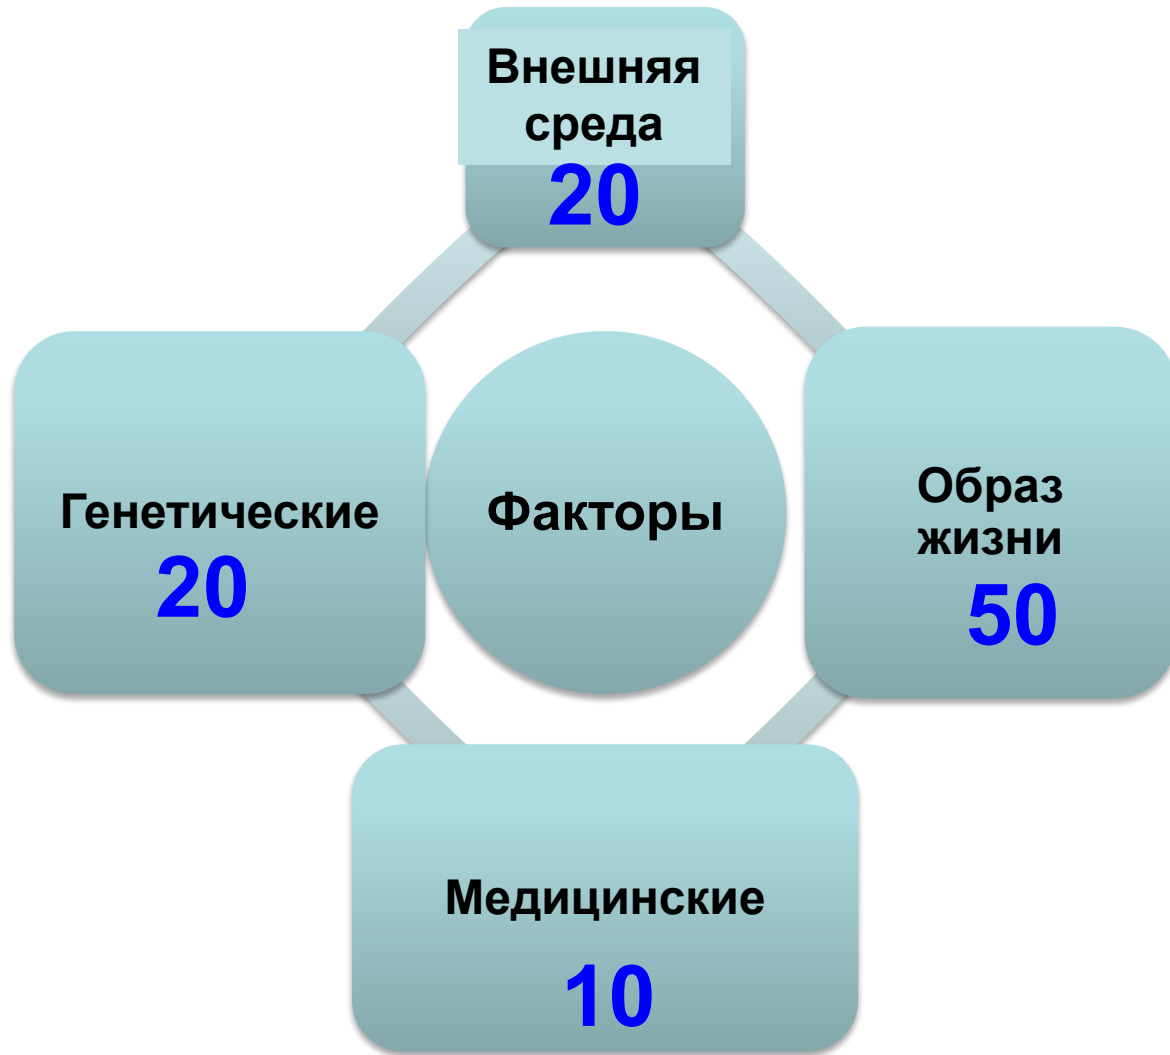 Внешняя
среда
20
Генетические
20
Факторы
Образ
жизни
50
Медицинские
10